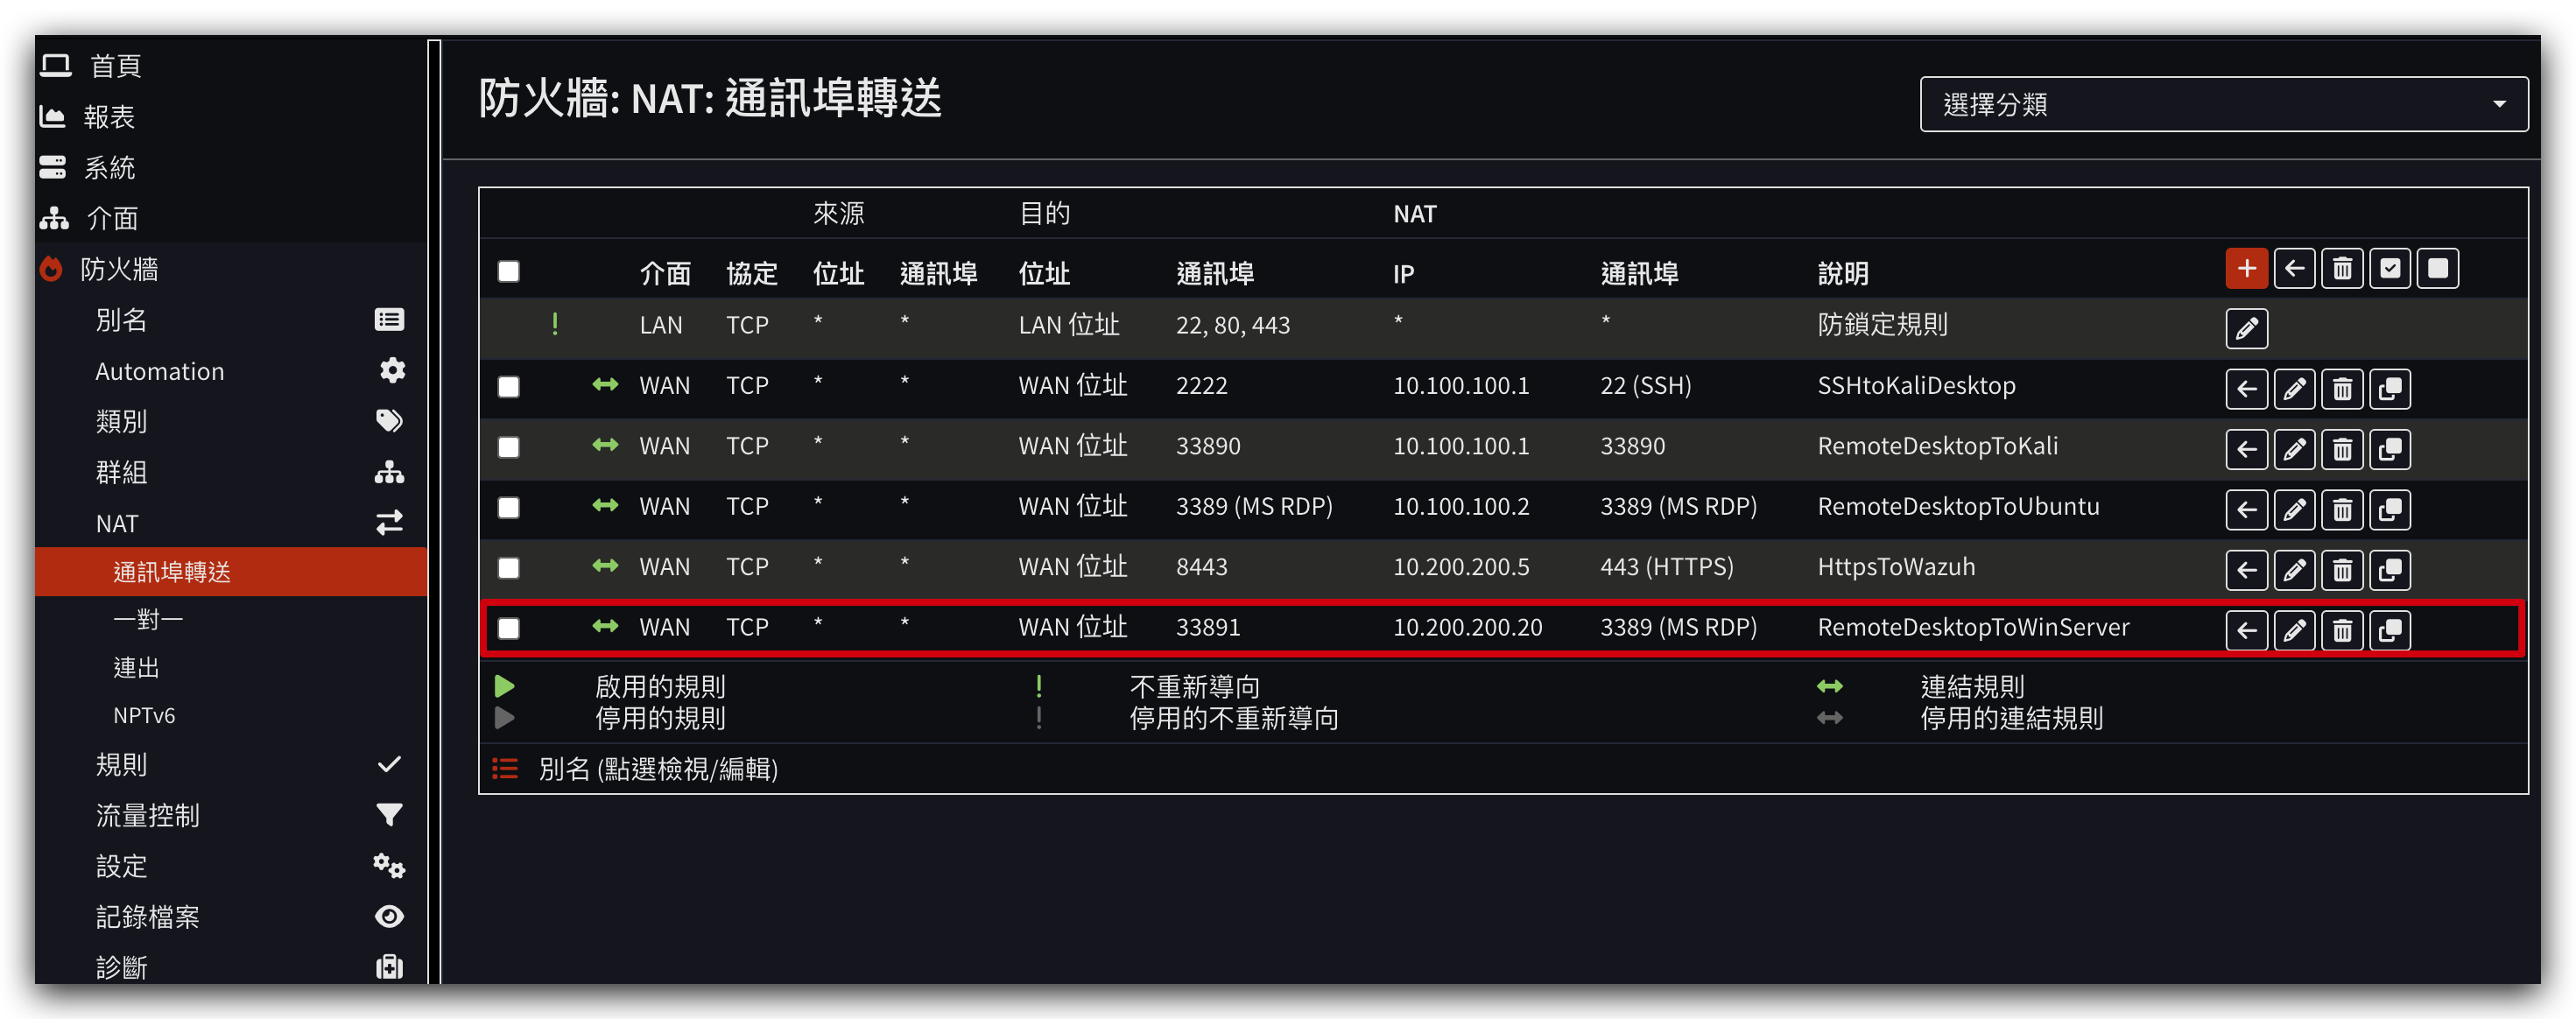 首頁
報表
系統
介面
防火牆
別名
Automation
類別
群組
NAT
通訊埠轉送
一對一
連出
NPTv6
規則
流量控制
設定
記錄檔案
診斷
防火牆: NAT: 通訊埠轉送
選擇分類
來源 目的 NAT
介面 協定 位址 通訊埠 位址 通訊埠 IP 通訊埠 說明
LAN TCP * * LAN 位址 22, 80, 443 * * 防鎖定規則
WAN TCP * * WAN 位址 2222 10.100.100.1 22 (SSH) SSHtoKaliDesktop
WAN TCP * * WAN 位址 33890 10.100.100.1 33890 RemoteDesktopToKali
WAN TCP * * WAN 位址 3389 (MS RDP) 10.100.100.2 3389 (MS RDP) RemoteDesktopToUbuntu
WAN TCP * * WAN 位址 8443 10.200.200.5 443 (HTTPS) HttpsToWazuh
WAN TCP * * WAN 位址 33891 10.200.200.20 3389 (MS RDP) RemoteDesktopToWinServer
啟用的規則 不重新導向 連結規則
停用的規則 停用的不重新導向 停用的連結規則
別名 (點選檢視/編輯)